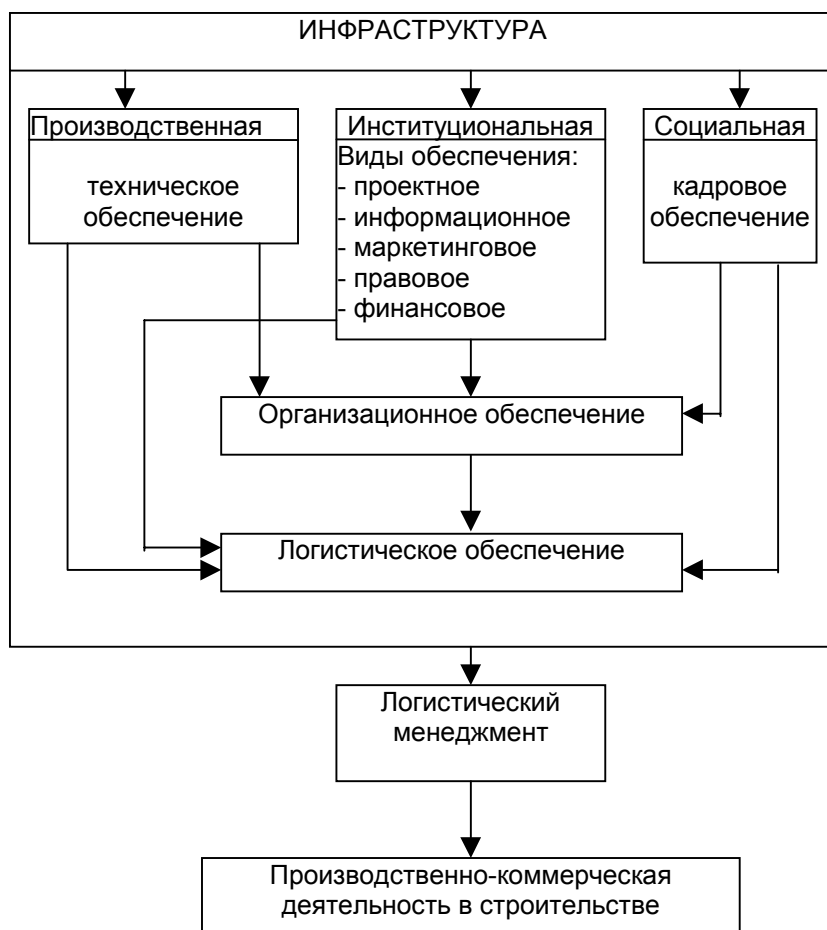 ИНФРАСТРУКТУРА
Производственная
техническое
обеспечение
Институциональная
Виды обеспечения:
- проектное
- информационное
- маркетинговое
- правовое
- финансовое
Социальная
кадровое
обеспечение
Организационное обеспечение
Логистическое обеспечение
Логистический
менеджмент
Производственно-коммерческая
деятельность в строительстве